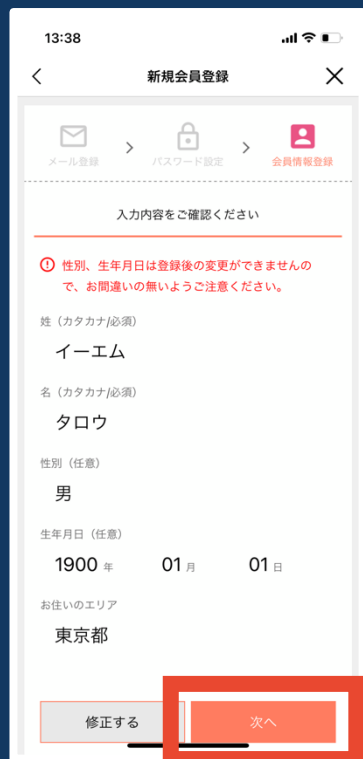 13:38
新規会員登録
メール登録
パスワード設定
会員情報登録
入力内容をご確認ください
性別、生年月日は登録後の変更ができませんの
で、お間違いの無いようご注意ください。
姓（カタカナ/必須）
イーエム
名（カタカナ/必須）
タロウ
性別（任意）
男
生年月日（任意）
1900 年 01 月 01 日
お住いのエリア
東京都
修正する
次へ